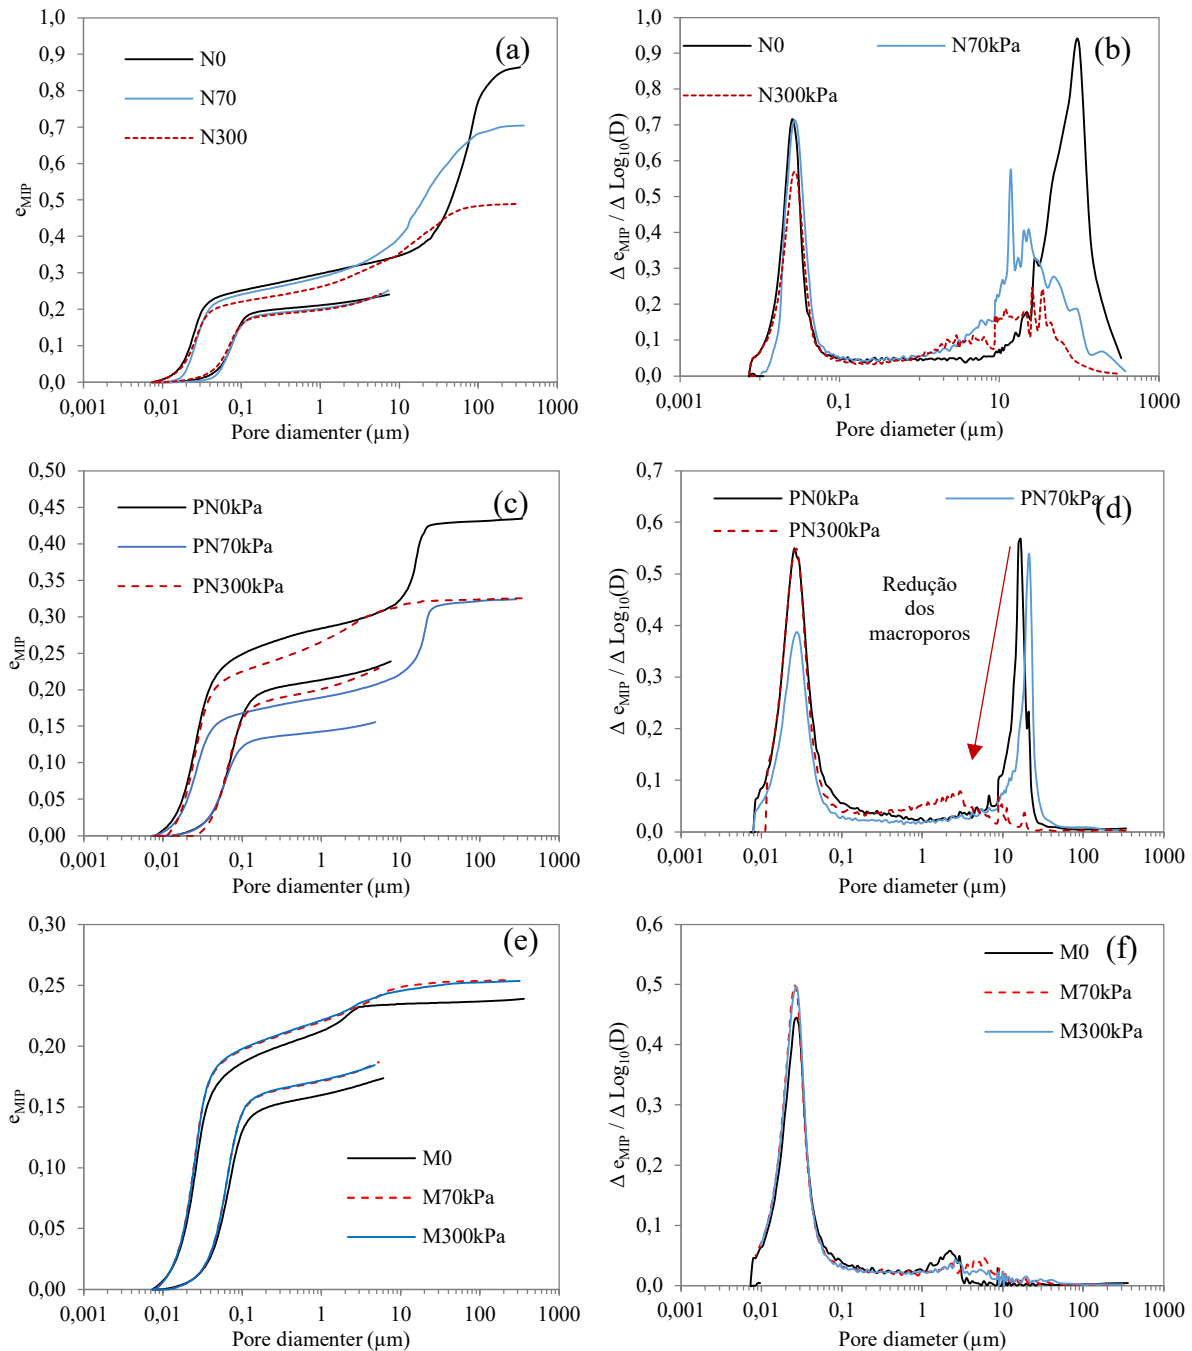 (a)
N0
N70
N300
e_MIP
1,0
0,9
0,8
0,7
0,6
0,5
0,4
0,3
0,2
0,1
0,0
0,001 0,01 0,1 1 10 100 1000
Pore diamenter (µm)
(b)
N0 N70kPa
N300kPa
Δ e_MIP / Δ Log10(D)
1,0
0,9
0,8
0,7
0,6
0,5
0,4
0,3
0,2
0,1
0,0
0,001 0,1 10 1000
Pore diameter (µm)
(c)
PN0kPa
PN70kPa
PN300kPa
e_MIP
0,50
0,45
0,40
0,35
0,30
0,25
0,20
0,15
0,10
0,05
0,00
0,001 0,01 0,1 1 10 100 1000
Pore diamenter (µm)
(d)
PN0kPa PN70kPa
PN300kPa
Redução
dos
macroporos
Δ e_MIP / Δ Log10(D)
0,7
0,6
0,5
0,4
0,3
0,2
0,1
0,0
0,001 0,01 0,1 1 10 100 1000
Pore diameter (µm)
(e)
M0
M70kPa
M300kPa
e_MIP
0,30
0,25
0,20
0,15
0,10
0,05
0,00
0,001 0,01 0,1 1 10 100 1000
Pore diamenter (µm)
(f)
M0
M70kPa
M300kPa
Δ e_MIP / Δ Log10(D)
0,6
0,5
0,4
0,3
0,2
0,1
0,0
0,001 0,01 0,1 1 10 100 1000
Pore diameter (µm)